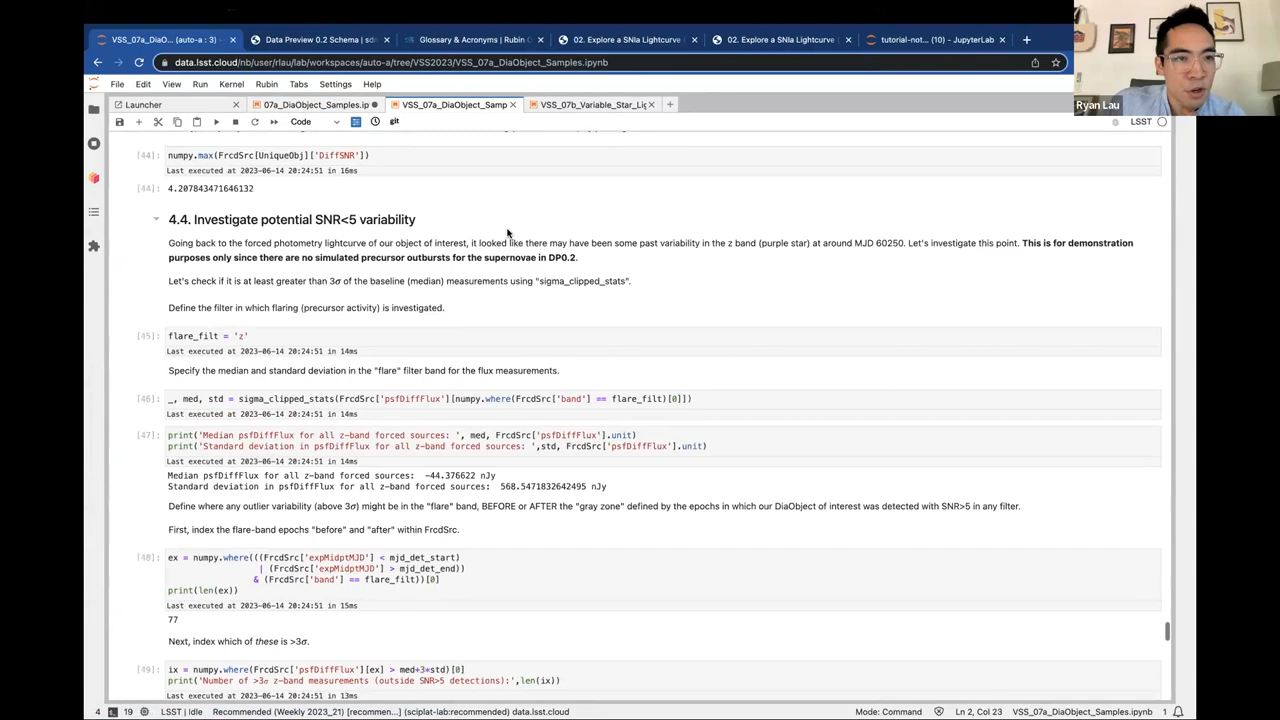 VSS_07a_DiaO... (auto-a : 3)
Data Preview 0.2 Schema | sd
Glossary & Acronyms | Rubin
02. Explore a SNIa Lightcurve
02. Explore a SNIa Lightcurve
tutorial-not... (10) - JupyterLab
data.lsst.cloud/nb/user/rlau/lab/workspaces/auto-a/tree/VSS2023/VSS_07a_DiaObject_Samples.ipynb
File Edit View Run Kernel Rubin Tabs Settings Help
Ryan Lau
Launcher
07a_DiaObject_Samples.ip
VSS_07a_DiaObject_Samp
VSS_07b_Variable_Star_Lig
Code
git
LSST
[44]: numpy.max(FrcdSrc[UniqueObj]['DiffSNR'])
Last executed at 2023-06-14 20:24:51 in 16ms
[44]: 4.207843471646132
4.4. Investigate potential SNR<5 variability
Going back to the forced photometry lightcurve of our object of interest, it looked like there may have been some past variability in the z band (purple star) at around MJD 60250. Let's investigate this point. This is for demonstration
purposes only since there are no simulated precursor outbursts for the supernovae in DP0.2.
Let's check if it is at least greater than 3σ of the baseline (median) measurements using "sigma_clipped_stats".
Define the filter in which flaring (precursor activity) is investigated.
[45]: flare_filt = 'z'
Last executed at 2023-06-14 20:24:51 in 14ms
Specify the median and standard deviation in the "flare" filter band for the flux measurements.
[46]: _, med, std = sigma_clipped_stats(FrcdSrc['psfDiffFlux'][numpy.where(FrcdSrc['band'] == flare_filt)[0]])
Last executed at 2023-06-14 20:24:51 in 14ms
[47]: print('Median psfDiffFlux for all z-band forced sources: ', med, FrcdSrc['psfDiffFlux'].unit)
print('Standard deviation in psfDiffFlux for all z-band forced sources: ',std, FrcdSrc['psfDiffFlux'].unit)
Last executed at 2023-06-14 20:24:51 in 14ms
Median psfDiffFlux for all z-band forced sources:  -44.376622 nJy
Standard deviation in psfDiffFlux for all z-band forced sources:  568.5471832642495 nJy
Define where any outlier variability (above 3σ) might be in the "flare" band, BEFORE or AFTER the "gray zone" defined by the epochs in which our DiaObject of interest was detected with SNR>5 in any filter.
First, index the flare-band epochs "before" and "after" within FrcdSrc.
[48]: ex = numpy.where(((FrcdSrc['expMidptMJD'] < mjd_det_start)
| (FrcdSrc['expMidptMJD'] > mjd_det_end))
& (FrcdSrc['band'] == flare_filt))[0]
print(len(ex))
Last executed at 2023-06-14 20:24:51 in 15ms
77
Next, index which of these is >3σ.
[49]: ix = numpy.where(FrcdSrc['psfDiffFlux'][ex] > med+3*std)[0]
print('Number of >3σ z-band measurements (outside SNR>5 detections):',len(ix))
Last executed at 2023-06-14 20:24:51 in 13ms
4 19 LSST | Idle Recommended (Weekly 2023_21) [recommen... (sciplat-lab:recommended) data.lsst.cloud Mode: Command Ln 2, Col 23 VSS_07a_DiaObject_Samples.ipynb 1